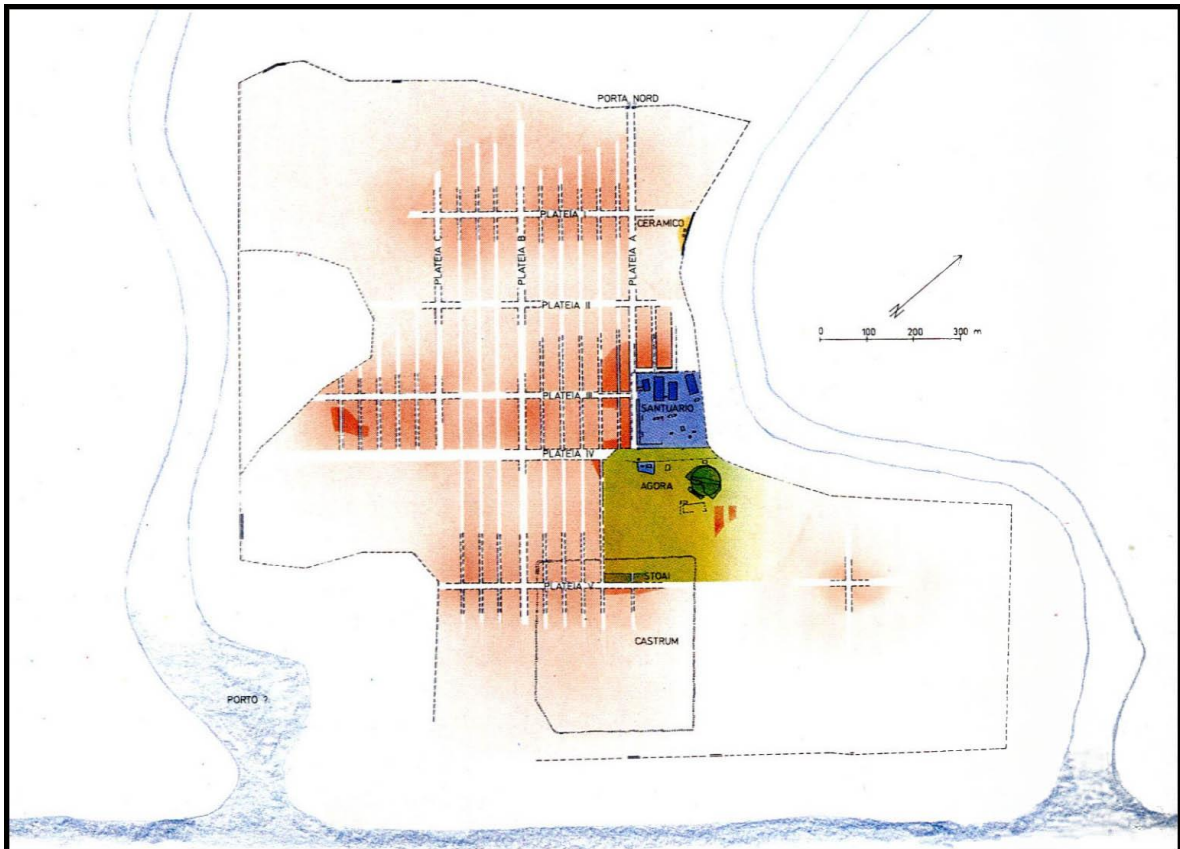 PORTA NORD
PLATEIA I
CERAMICO
PLATEIA C
PLATEIA B
PLATEIA A
PLATEIA II
N
0 100 200 300 m
PLATEIA III
SANTUARIO
PLATEIA IV
AGORA
STOAI
PLATEIA V
CASTRUM
PORTO ?